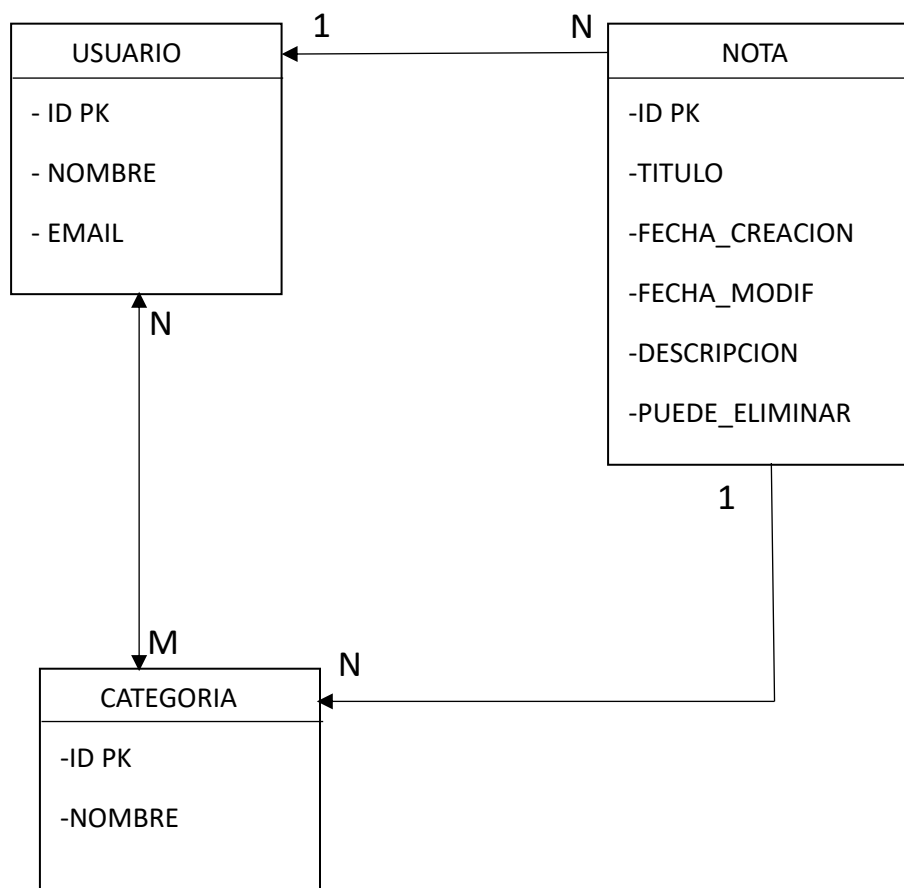 1
N
USUARIO
- ID PK
- NOMBRE
- EMAIL
NOTA
-ID PK
-TITULO
-FECHA_CREACION
-FECHA_MODIF
-DESCRIPCION
-PUEDE_ELIMINAR
N
1
M
N
CATEGORIA
-ID PK
-NOMBRE